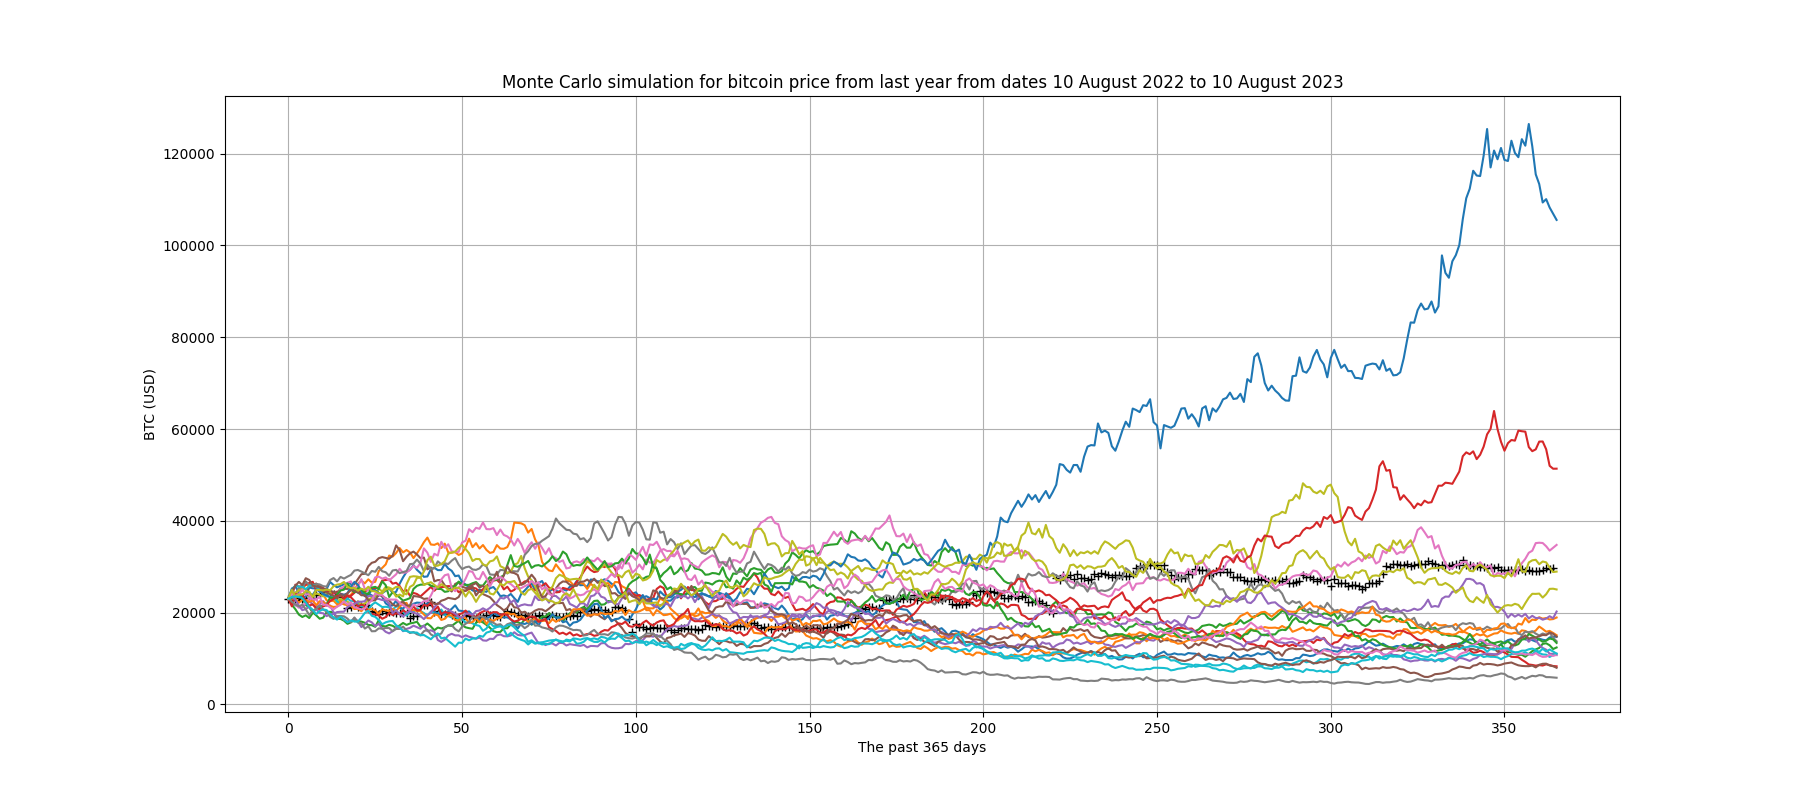 Monte Carlo simulation for bitcoin price from last year from dates 10 August 2022 to 10 August 2023
120000
100000
80000
60000
40000
20000
0
BTC (USD)
0 50 100 150 200 250 300 350
The past 365 days